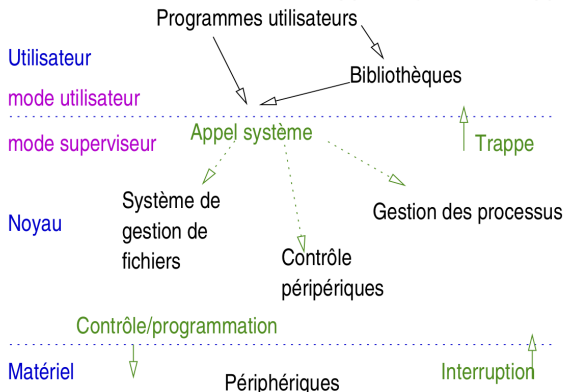 Programmes utilisateurs
Utilisateur
Bibliothèques
mode utilisateur
Appel système
mode superviseur
Trappe
Système de
gestion de
fichiers
Gestion des processus
Noyau
Contrôle
péripériques
Contrôle/programmation
Matériel
Périphériques
Interruption